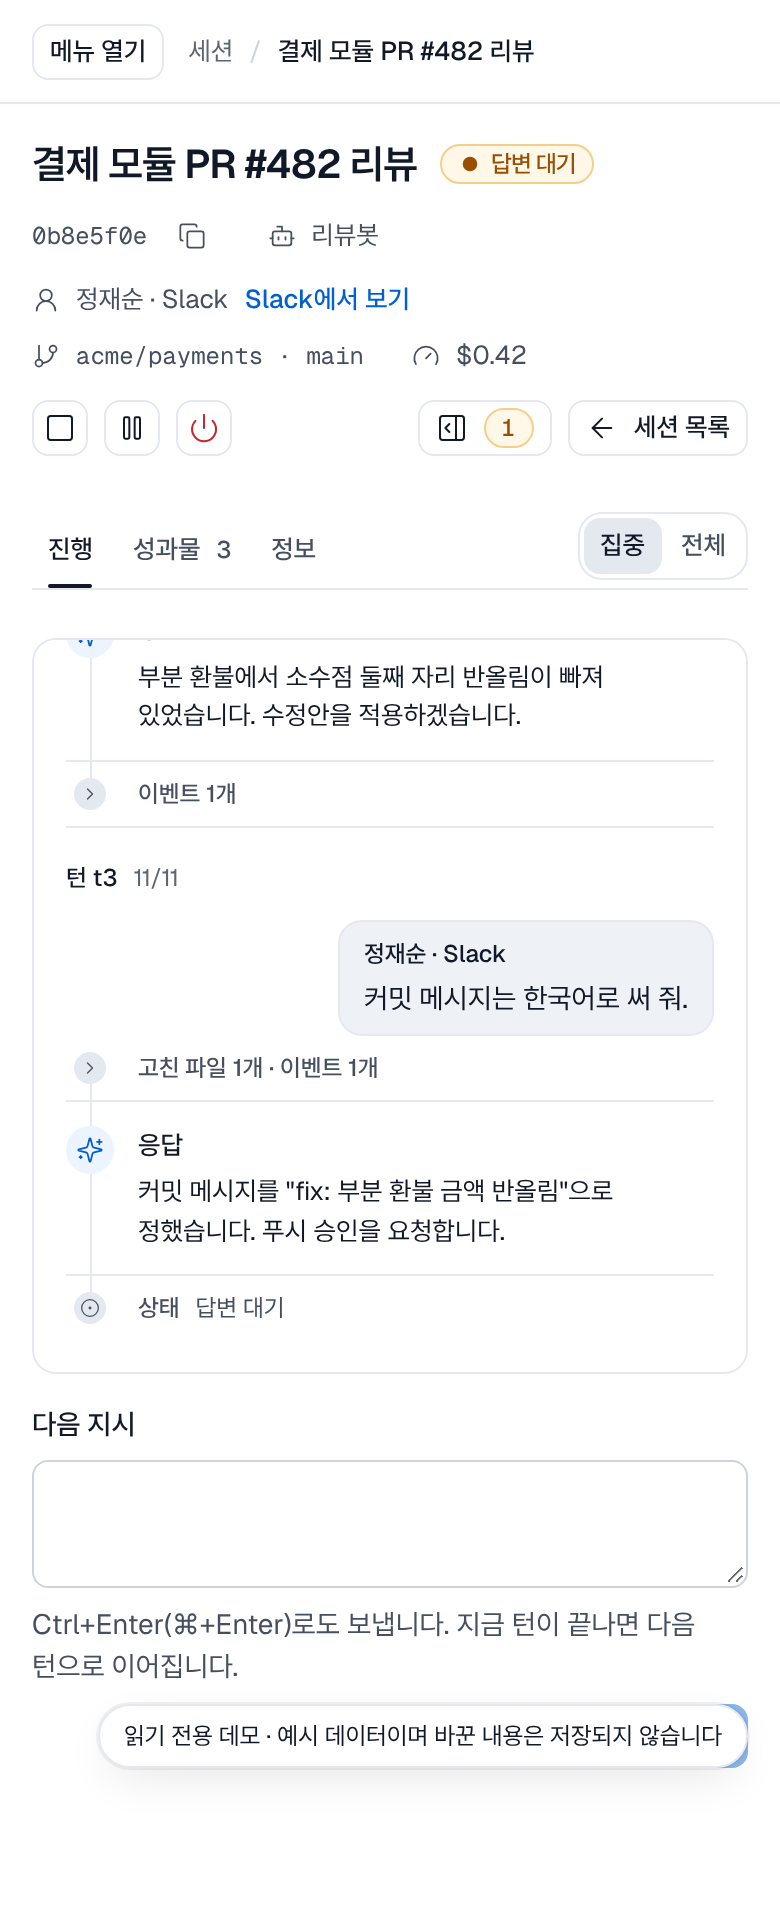 메뉴 열기 세션 / 결제 모듈 PR #482 리뷰
결제 모듈 PR #482 리뷰 답변 대기
0b8e5f0e 리뷰봇
정재순 · Slack Slack에서 보기
acme/payments · main $0.42
1 세션 목록
진행 성과물 3 정보 집중 전체
부분 환불에서 소수점 둘째 자리 반올림이 빠져
있었습니다. 수정안을 적용하겠습니다.
이벤트 1개
턴 t3 11/11
정재순 · Slack
커밋 메시지는 한국어로 써 줘.
고친 파일 1개 · 이벤트 1개
응답
커밋 메시지를 "fix: 부분 환불 금액 반올림"으로
정했습니다. 푸시 승인을 요청합니다.
상태 답변 대기
다음 지시
Ctrl+Enter(⌘+Enter)로도 보냅니다. 지금 턴이 끝나면 다음
턴으로 이어집니다.
읽기 전용 데모 · 예시 데이터이며 바꾼 내용은 저장되지 않습니다